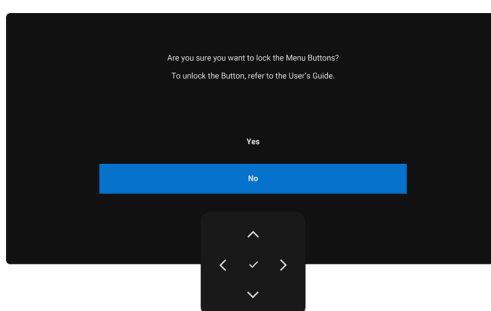 Are you sure you want to lock the Menu Buttons?
To unlock the Button, refer to the User's Guide.
Yes
No